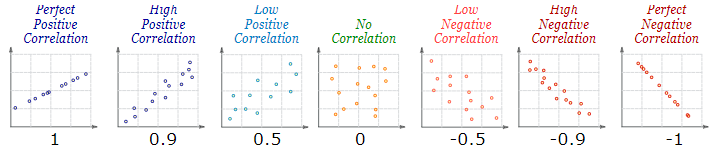 Perfect
Positive
Correlation
1
High
Positive
Correlation
0.9
Low
Positive
Correlation
0.5
No
Correlation
0
Low
Negative
Correlation
-0.5
High
Negative
Correlation
-0.9
Perfect
Negative
Correlation
-1